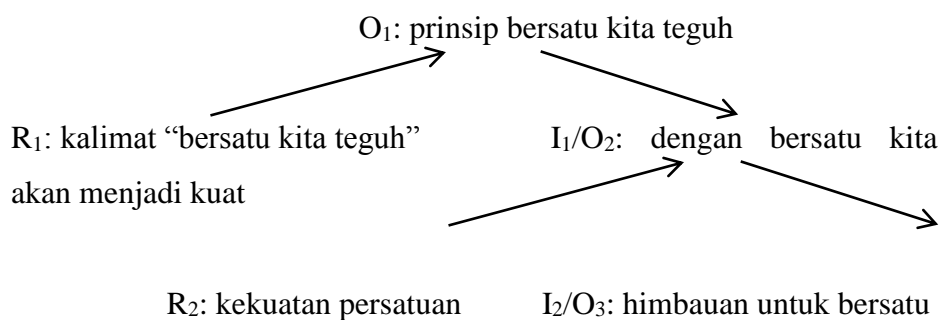 O₁: prinsip bersatu kita teguh
R₁: kalimat “bersatu kita teguh” I₁/O₂: dengan bersatu kita
akan menjadi kuat
R₂: kekuatan persatuan I₂/O₃: himbauan untuk bersatu